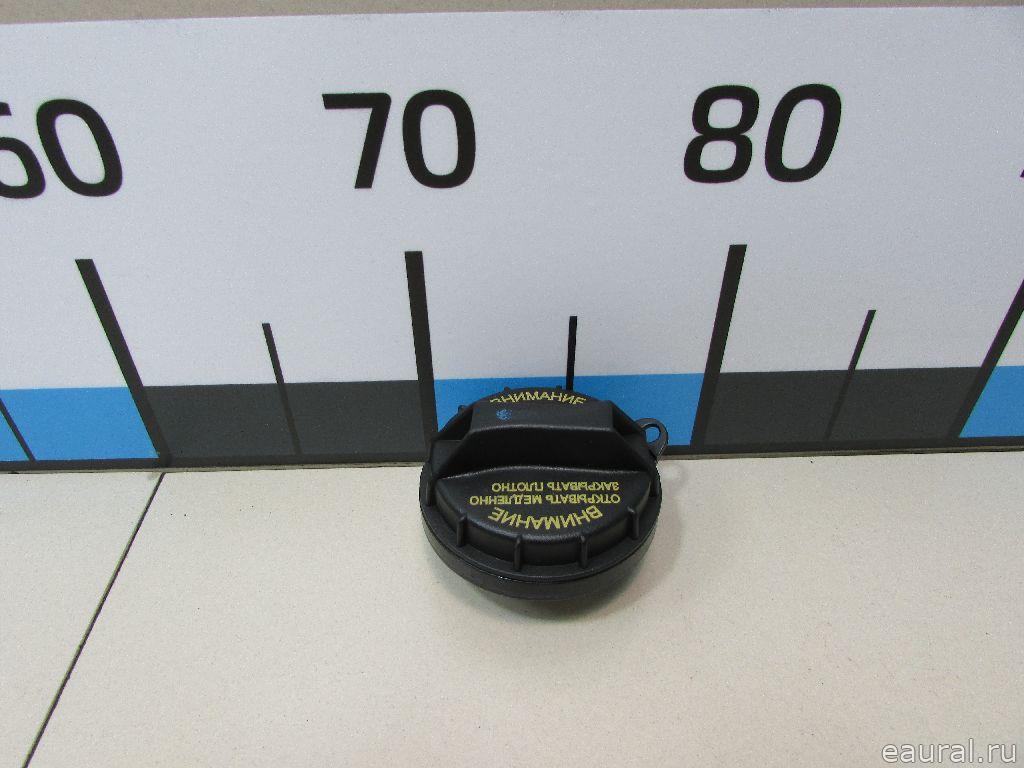 60
70
80
ВНИМАНИЕ
ОТКРЫВАТЬ МЕДЛЕННО
ЗАКРЫВАТЬ ПЛОТНО
ВНИМАНИЕ
eaural.ru